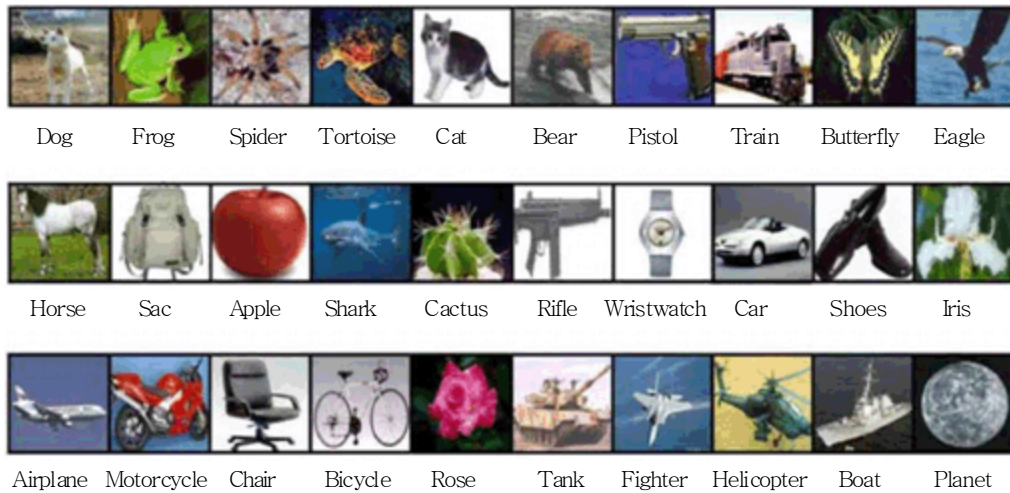 Dog Frog Spider Tortoise Cat Bear Pistol Train Butterfly Eagle
Horse Sac Apple Shark Cactus Rifle Wristwatch Car Shoes Iris
Airplane Motorcycle Chair Bicycle Rose Tank Fighter Helicopter Boat Planet